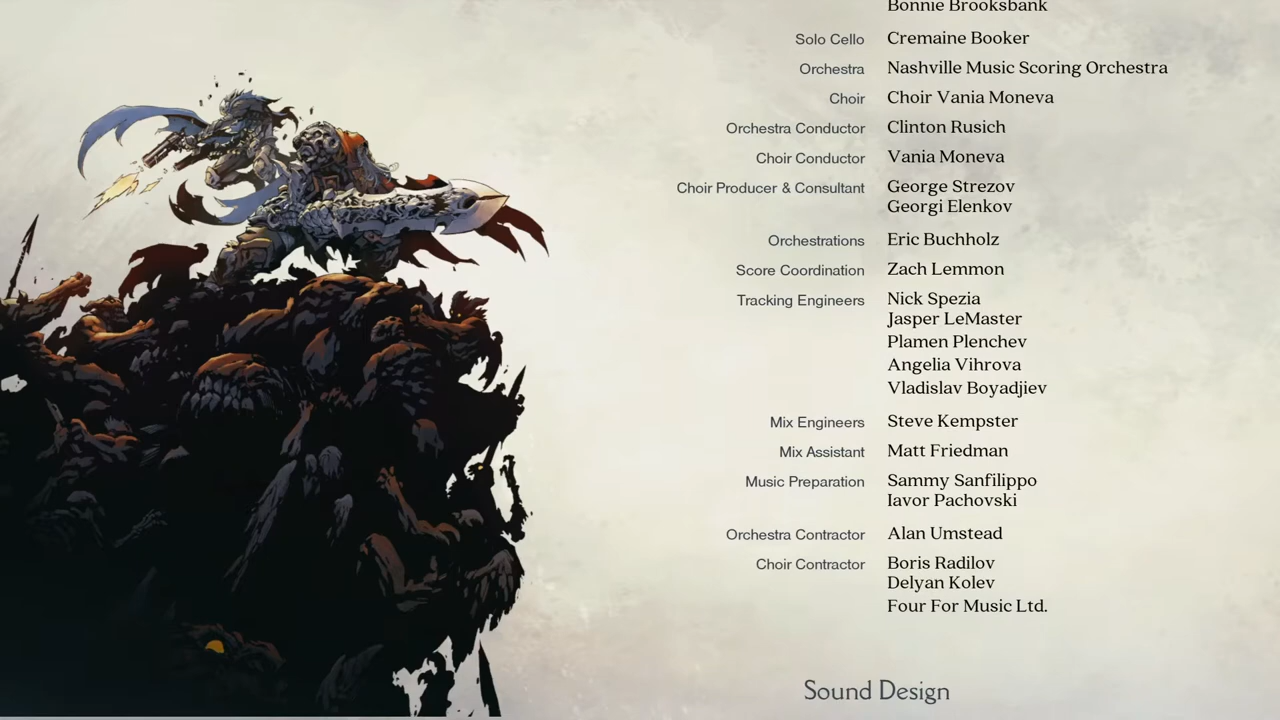 Bonnie Brooksbank
Solo Cello Cremaine Booker
Orchestra Nashville Music Scoring Orchestra
Choir Choir Vania Moneva
Orchestra Conductor Clinton Rusich
Choir Conductor Vania Moneva
Choir Producer & Consultant George Strezov
Georgi Elenkov
Orchestrations Eric Buchholz
Score Coordination Zach Lemmon
Tracking Engineers Nick Spezia
Jasper LeMaster
Plamen Plenchev
Angelia Vihrova
Vladislav Boyadjiev
Mix Engineers Steve Kempster
Mix Assistant Matt Friedman
Music Preparation Sammy Sanfilippo
Iavor Pachovski
Orchestra Contractor Alan Umstead
Choir Contractor Boris Radilov
Delyan Kolev
Four For Music Ltd.
Sound Design